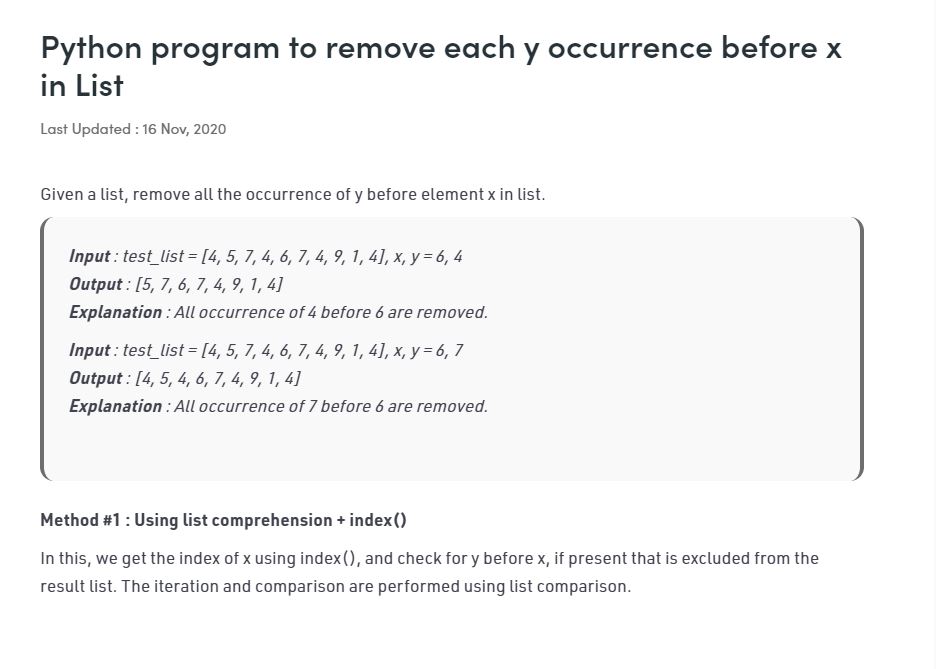 Python program to remove each y occurrence before x
in List
Last Updated : 16 Nov, 2020
Given a list, remove all the occurrence of y before element x in list.
Input : test_list = [4, 5, 7, 4, 6, 7, 4, 9, 1, 4], x, y = 6, 4
Output : [5, 7, 6, 7, 4, 9, 1, 4]
Explanation : All occurrence of 4 before 6 are removed.
Input : test_list = [4, 5, 7, 4, 6, 7, 4, 9, 1, 4], x, y = 6, 7
Output : [4, 5, 4, 6, 7, 4, 9, 1, 4]
Explanation : All occurrence of 7 before 6 are removed.
Method #1 : Using list comprehension + index()
In this, we get the index of x using index(), and check for y before x, if present that is excluded from the
result list. The iteration and comparison are performed using list comparison.